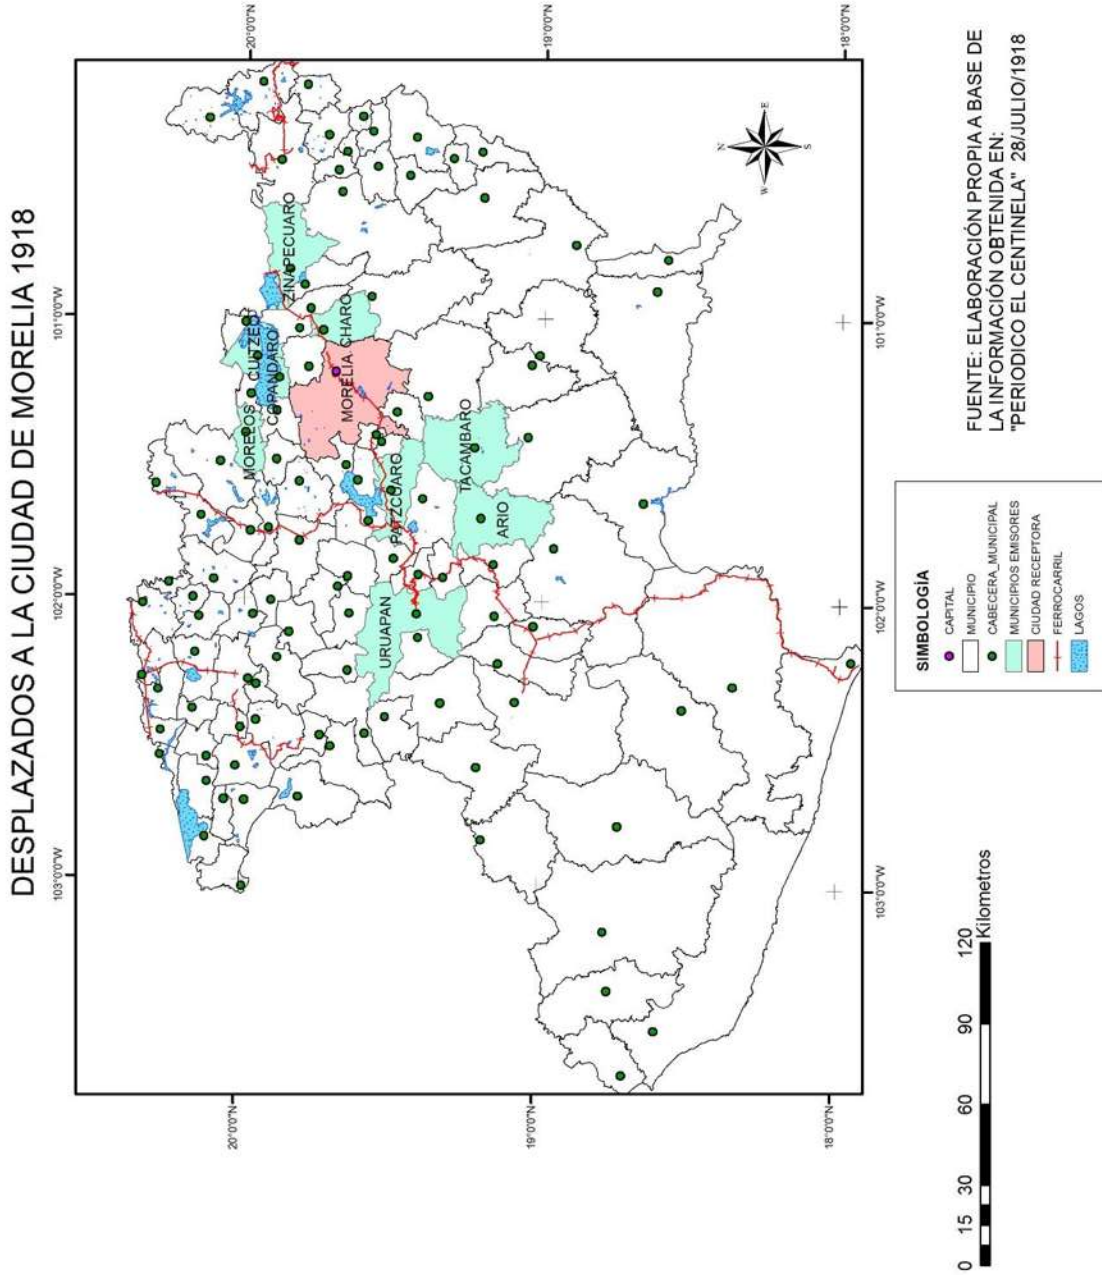 DESPLAZADOS A LA CIUDAD DE MORELIA 1918
103°0'0"W
102°0'0"W
101°0'0"W
20°0'0"N
20°0'0"N
19°0'0"N
19°0'0"N
18°0'0"N
18°0'0"N
103°0'0"W
102°0'0"W
101°0'0"W
MORELOS
CUITZEO
COPANDARO
ZINAPECUARO
CHARO
MORELIA
PATZCUARO
URUAPAN
TACAMBARO
ARIO
N
W
E
S
0 15 30 60 90 120
Kilometros
SIMBOLOGÍA
CAPITAL
MUNICIPIO
CABECERA_MUNICIPAL
MUNICIPIOS EMISORES
CIUDAD RECEPTORA
FERROCARRIL
LAGOS
FUENTE: ELABORACIÓN PROPIA A BASE DE
LA INFORMACIÓN OBTENIDA EN:
"PERIODICO EL CENTINELA" 28/JULIO/1918